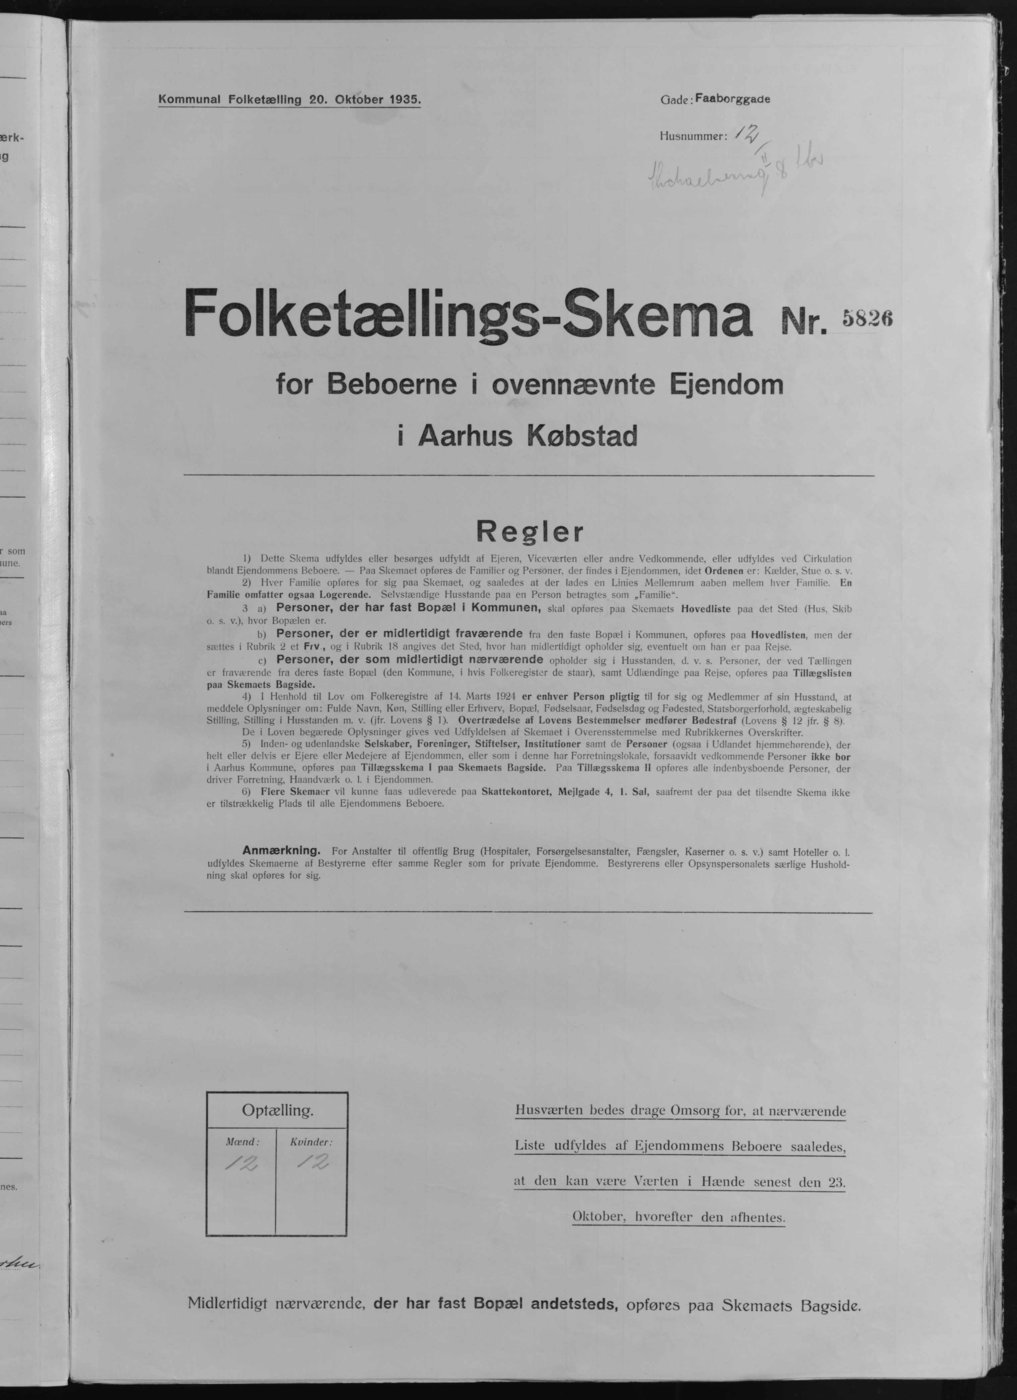 Kommunal Folketælling 20. Oktober 1935.
Gade: Faaborggade
Husnummer: 12
Folketællings-Skema Nr. 5826
for Beboerne i ovennævnte Ejendom
i Aarhus Købstad
Regler
1) Dette Skema udfyldes eller besørges udfyldt af Ejeren, Viceværten eller andre Vedkommende, eller udfyldes ved Cirkulation
blandt Ejendommens Beboere. — Paa Skemaet opføres de Familier og Personer, der findes i Ejendommen, idet Ordenen er: Kælder, Stue o. s. v.
2) Hver Familie opføres for sig paa Skemaet, og saaledes at der lades en Linies Mellemrum aaben mellem hver Familie. En
Familie omfatter ogsaa Logerende. Selvstændige Husstande paa en Person betragtes som „Familie".
3 a) Personer, der har fast Bopæl i Kommunen, skal opføres paa Skemaets Hovedliste paa det Sted (Hus, Skib
o. s. v.), hvor Bopælen er.
b) Personer, der er midlertidigt fraværende fra den faste Bopæl i Kommunen, opføres paa Hovedlisten, men der
sættes i Rubrik 2 et Frv., og i Rubrik 18 angives det Sted, hvor han midlertidigt opholder sig, eventuelt om han er paa Rejse.
c) Personer, der som midlertidigt nærværende opholder sig i Husstanden, d. v. s. Personer, der ved Tællingen
er fraværende fra deres faste Bopæl (den Kommune, i hvis Folkeregister de staar), samt Udlændinge paa Rejse, opføres paa Tillægslisten
paa Skemaets Bagside.
4) I Henhold til Lov om Folkeregistre af 14. Marts 1924 er enhver Person pligtig til for sig og Medlemmer af sin Husstand, at
meddele Oplysninger om: Fulde Navn, Køn, Stilling eller Erhverv, Bopæl, Fødselsaar, Fødselsdag og Fødested, Statsborgerforhold, ægteskabelig
Stilling, Stilling i Husstanden m. v. (jfr. Lovens § 1). Overtrædelse af Lovens Bestemmelser medfører Bødestraf (Lovens § 12 jfr. § 8).
De i Loven begærede Oplysninger gives ved Udfyldelsen af Skemaet i Overensstemmelse med Rubrikkernes Overskrifter.
5) Inden- og udenlandske Selskaber, Foreninger, Stiftelser, Institutioner samt de Personer (ogsaa i Udlandet hjemmehørende), der
helt eller delvis er Ejere eller Medejere af Ejendommen, eller som i denne har Forretningslokale, forsaavidt vedkommende Personer ikke bor
i Aarhus Kommune, opføres paa Tillægsskema I paa Skemaets Bagside. Paa Tillægsskema II opføres alle indenbysboende Personer, der
driver Forretning, Haandværk o. l. i Ejendommen.
6) Flere Skemaer vil kunne faas udleverede paa Skattekontoret, Mejlgade 4, 1. Sal, saafremt der paa det tilsendte Skema ikke
er tilstrækkelig Plads til alle Ejendommens Beboere.
Anmærkning. For Anstalter til offentlig Brug (Hospitaler, Forsørgelsesanstalter, Fængsler, Kaserner o. s. v.) samt Hoteller o. l.
udfyldes Skemaerne af Bestyrerne efter samme Regler som for private Ejendomme. Bestyrerens eller Opsynspersonalets særlige Hushold-
ning skal opføres for sig.
Optælling.
Mænd: Kvinder:
12 12
Husværten bedes drage Omsorg for, at nærværende
Liste udfyldes af Ejendommens Beboere saaledes,
at den kan være Værten i Hænde senest den 23.
Oktober, hvorefter den afhentes.
Midlertidigt nærværende, der har fast Bopæl andetsteds, opføres paa Skemaets Bagside.